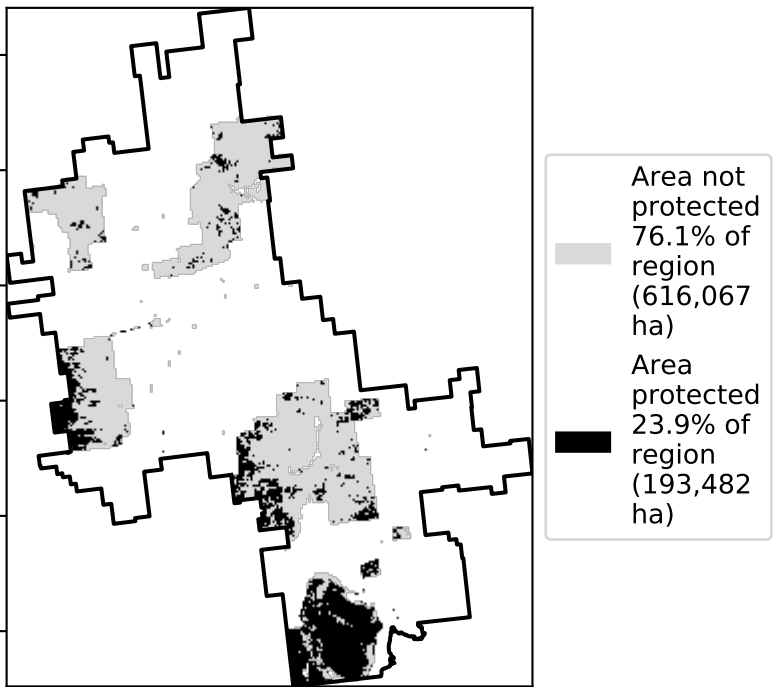 Area not
protected
76.1% of
region
(616,067
ha)
Area
protected
23.9% of
region
(193,482
ha)